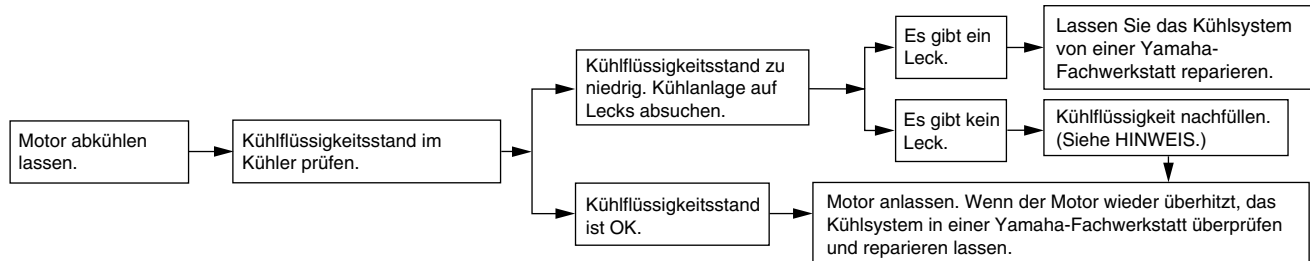 Motor abkühlen
lassen.
Kühlflüssigkeitsstand im
Kühler prüfen.
Kühlflüssigkeitsstand zu
niedrig. Kühlanlage auf
Lecks absuchen.
Es gibt ein
Leck.
Lassen Sie das Kühlsystem
von einer Yamaha-
Fachwerkstatt reparieren.
Es gibt kein
Leck.
Kühlflüssigkeit nachfüllen.
(Siehe HINWEIS.)
Kühlflüssigkeitsstand
ist OK.
Motor anlassen. Wenn der Motor wieder überhitzt, das
Kühlsystem in einer Yamaha-Fachwerkstatt überprüfen
und reparieren lassen.